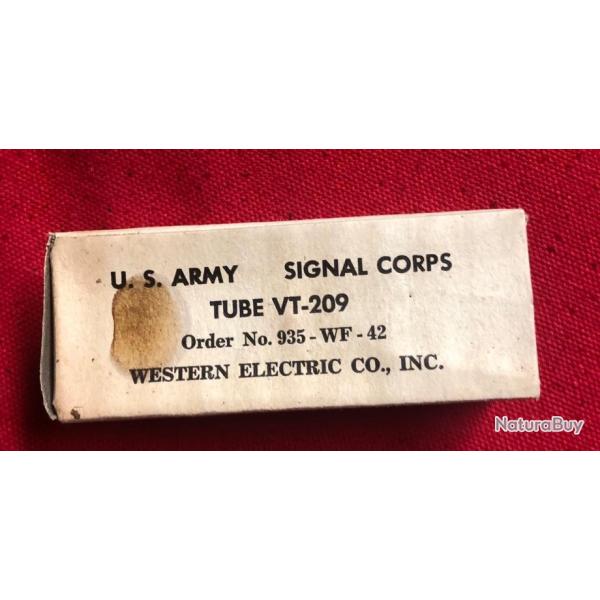 U. S. ARMY SIGNAL CORPS
TUBE VT-209
Order No. 935-WF-42
WESTERN ELECTRIC CO., INC.
NaturaBuy